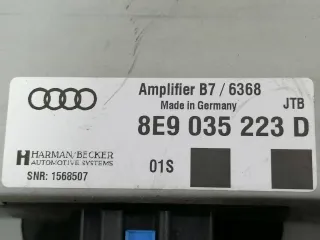 Amplifier B7 / 6368
Made in Germany JTB
8E9 035 223 D
HARMAN/BECKER
AUTOMOTIVE SYSTEMS
01S
SNR: 1568507